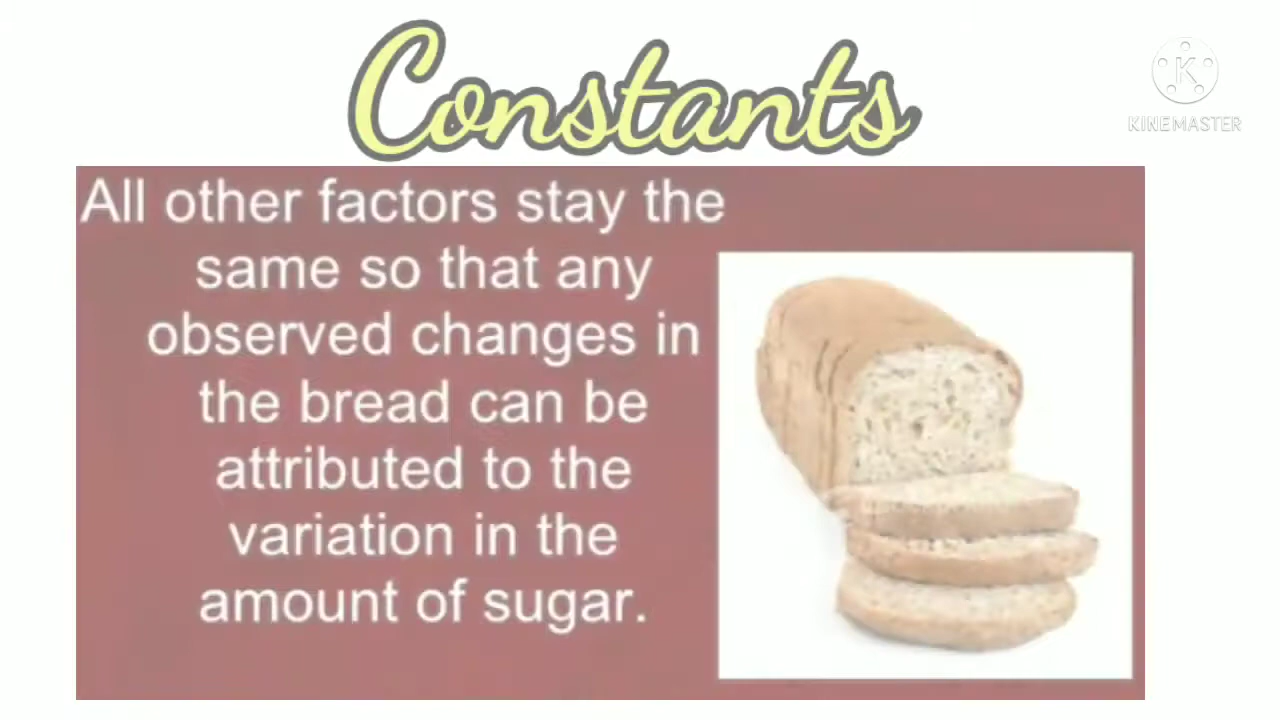 Constants
K
KINEMASTER
All other factors stay the
same so that any
observed changes in
the bread can be
attributed to the
variation in the
amount of sugar.